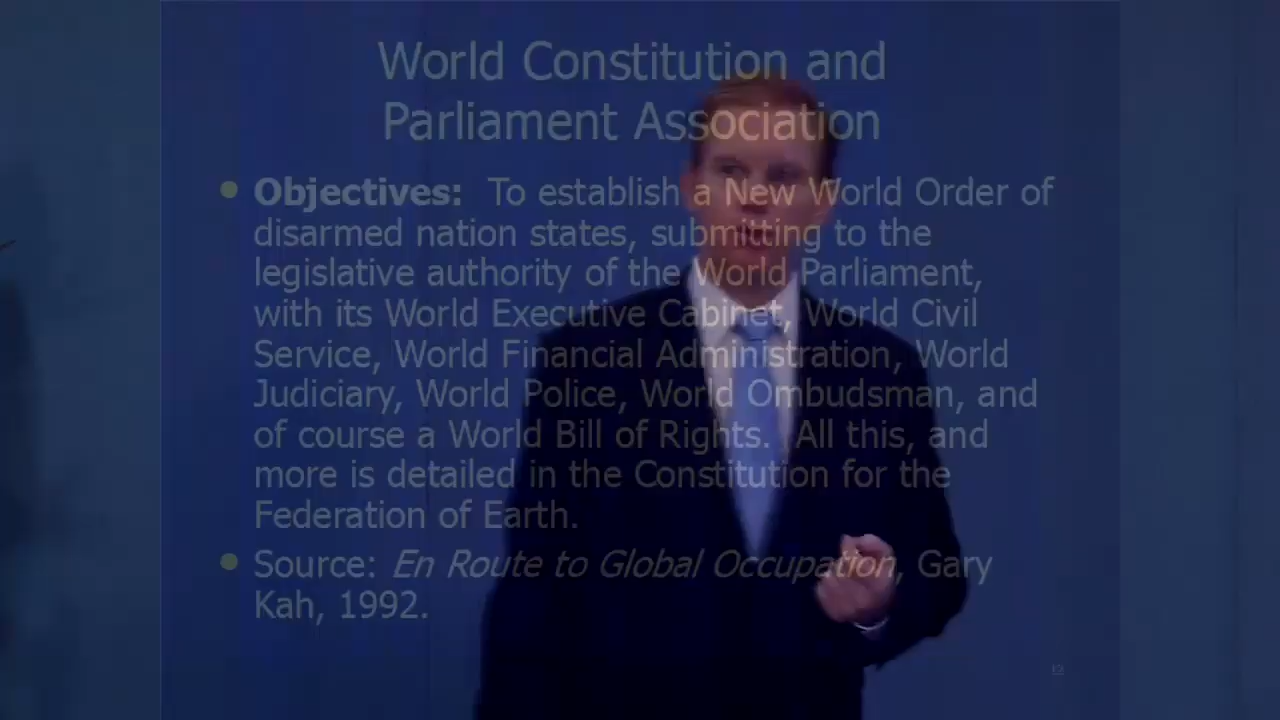 World Constitution and
Parliament Association
Objectives: To establish a New World Order of
disarmed nation states, submitting to the
legislative authority of the World Parliament,
with its World Executive Cabinet, World Civil
Service, World Financial Administration, World
Judiciary, World Police, World Ombudsman, and
of course a World Bill of Rights. All this, and
more is detailed in the Constitution for the
Federation of Earth.
Source: En Route to Global Occupation, Gary
Kah, 1992.